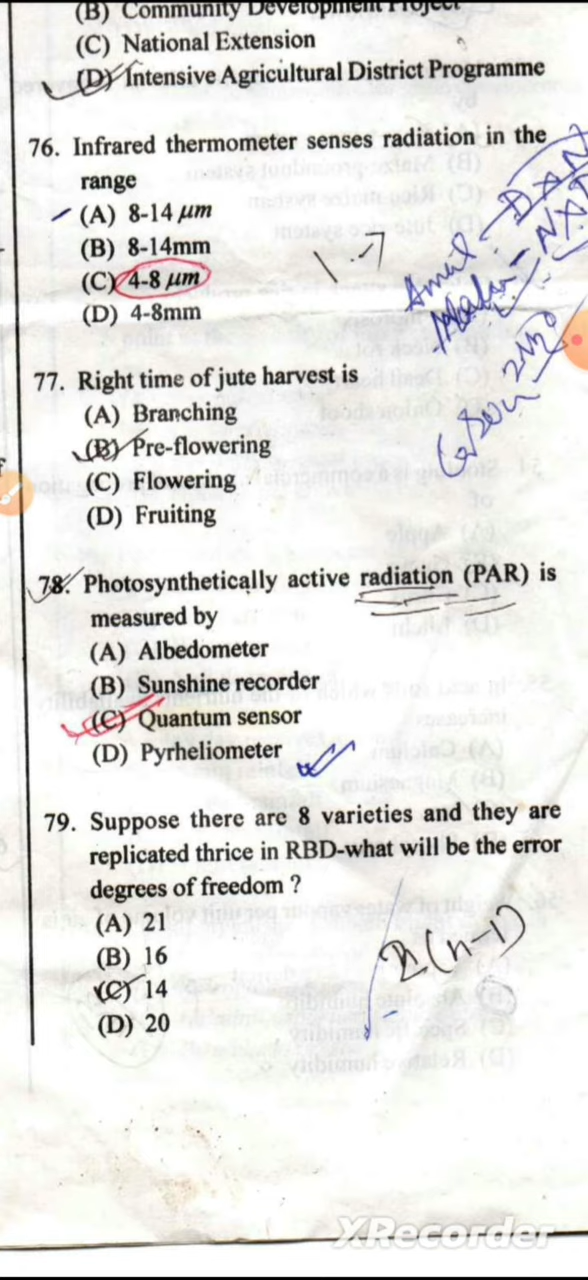 (B) Community Development Project
(C) National Extension
(D) Intensive Agricultural District Programme
76. Infrared thermometer senses radiation in the
range
(A) 8-14 μm
(B) 8-14mm
(C) 4-8 μm
(D) 4-8mm
77. Right time of jute harvest is
(A) Branching
(B) Pre-flowering
(C) Flowering
(D) Fruiting
78. Photosynthetically active radiation (PAR) is
measured by
(A) Albedometer
(B) Sunshine recorder
(C) Quantum sensor
(D) Pyrheliometer
79. Suppose there are 8 varieties and they are
replicated thrice in RBD-what will be the error
degrees of freedom ?
(A) 21
(B) 16
(C) 14
(D) 20
(n-1)
XRecorder